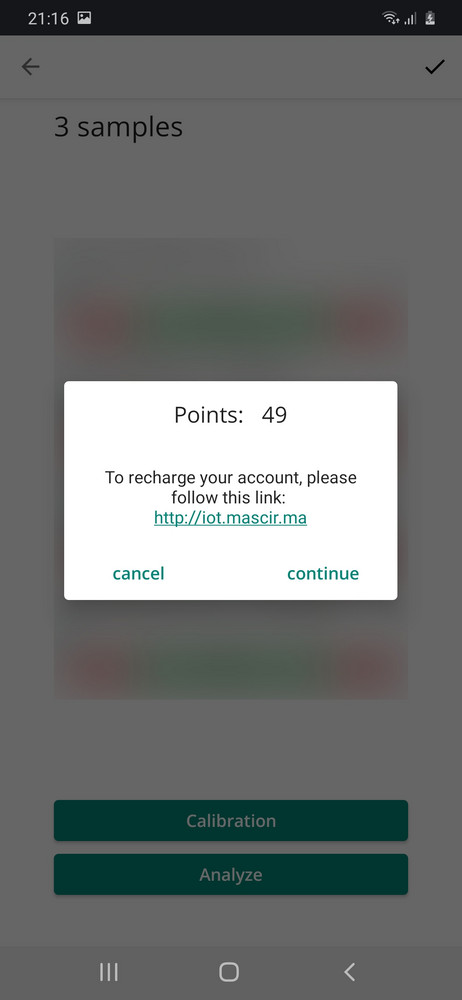 21:16
3 samples
Points: 49
To recharge your account, please
follow this link:
http://iot.mascir.ma
cancel continue
Calibration
Analyze